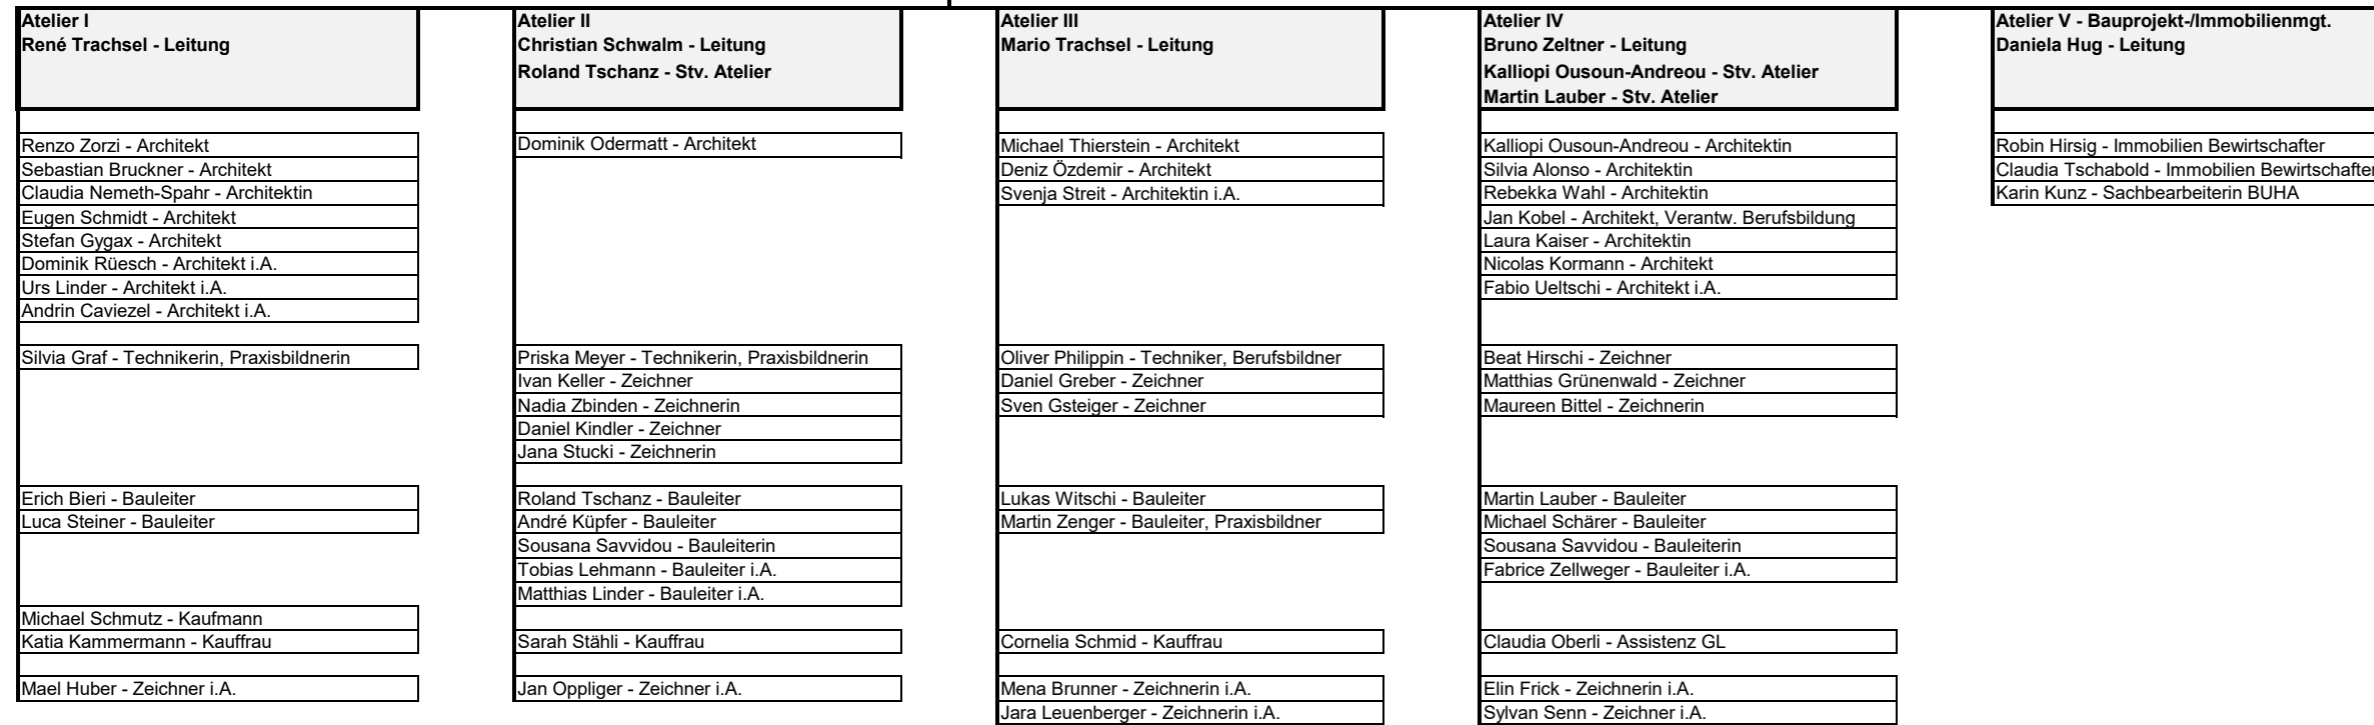 Atelier I
René Trachsel - Leitung
Renzo Zorzi - Architekt
Sebastian Bruckner - Architekt
Claudia Nemeth-Spahr - Architektin
Eugen Schmidt - Architekt
Stefan Gygax - Architekt
Dominik Rüesch - Architekt i.A.
Urs Linder - Architekt i.A.
Andrin Caviezel - Architekt i.A.
Silvia Graf - Technikerin, Praxisbildnerin
Erich Bieri - Bauleiter
Luca Steiner - Bauleiter
Michael Schmutz - Kaufmann
Katia Kammermann - Kauffrau
Mael Huber - Zeichner i.A.
Atelier II
Christian Schwalm - Leitung
Roland Tschanz - Stv. Atelier
Dominik Odermatt - Architekt
Priska Meyer - Technikerin, Praxisbildnerin
Ivan Keller - Zeichner
Nadia Zbinden - Zeichnerin
Daniel Kindler - Zeichner
Jana Stucki - Zeichnerin
Roland Tschanz - Bauleiter
André Küpfer - Bauleiter
Sousana Savvidou - Bauleiterin
Tobias Lehmann - Bauleiter i.A.
Matthias Linder - Bauleiter i.A.
Sarah Stähli - Kauffrau
Jan Oppliger - Zeichner i.A.
Atelier III
Mario Trachsel - Leitung
Michael Thierstein - Architekt
Deniz Özdemir - Architekt
Svenja Streit - Architektin i.A.
Oliver Philippin - Techniker, Berufsbildner
Daniel Greber - Zeichner
Sven Gsteiger - Zeichner
Lukas Witschi - Bauleiter
Martin Zenger - Bauleiter, Praxisbildner
Cornelia Schmid - Kauffrau
Mena Brunner - Zeichnerin i.A.
Jara Leuenberger - Zeichnerin i.A.
Atelier IV
Bruno Zeltner - Leitung
Kalliopi Ousoun-Andreou - Stv. Atelier
Martin Lauber - Stv. Atelier
Kalliopi Ousoun-Andreou - Architektin
Silvia Alonso - Architektin
Rebekka Wahl - Architektin
Jan Kobel - Architekt, Verantw. Berufsbildung
Laura Kaiser - Architektin
Nicolas Kormann - Architekt
Fabio Ueltschi - Architekt i.A.
Beat Hirschi - Zeichner
Matthias Grünenwald - Zeichner
Maureen Bittel - Zeichnerin
Martin Lauber - Bauleiter
Michael Schärer - Bauleiter
Sousana Savvidou - Bauleiterin
Fabrice Zellweger - Bauleiter i.A.
Claudia Oberli - Assistenz GL
Elin Frick - Zeichnerin i.A.
Sylvan Senn - Zeichner i.A.
Atelier V - Bauprojekt-/Immobilienmgt.
Daniela Hug - Leitung
Robin Hirsig - Immobilien Bewirtschafter
Claudia Tschabold - Immobilien Bewirtschafter
Karin Kunz - Sachbearbeiterin BUHA